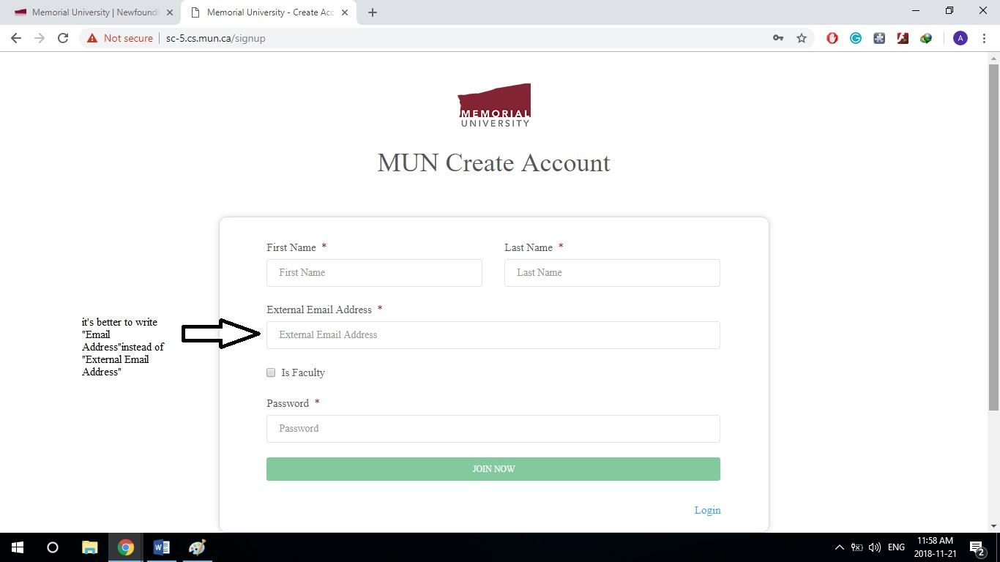 Memorial University | Newfoundl
Memorial University - Create Acc
Not secure
sc-5.cs.mun.ca/signup
A
MEMORIAL
UNIVERSITY
MUN Create Account
First Name *
Last Name *
First Name
Last Name
External Email Address *
External Email Address
it's better to write
"Email
Address"instead of
"External Email
Address"
Is Faculty
Password *
Password
JOIN NOW
Login
ENG
11:58 AM
2018-11-21
2